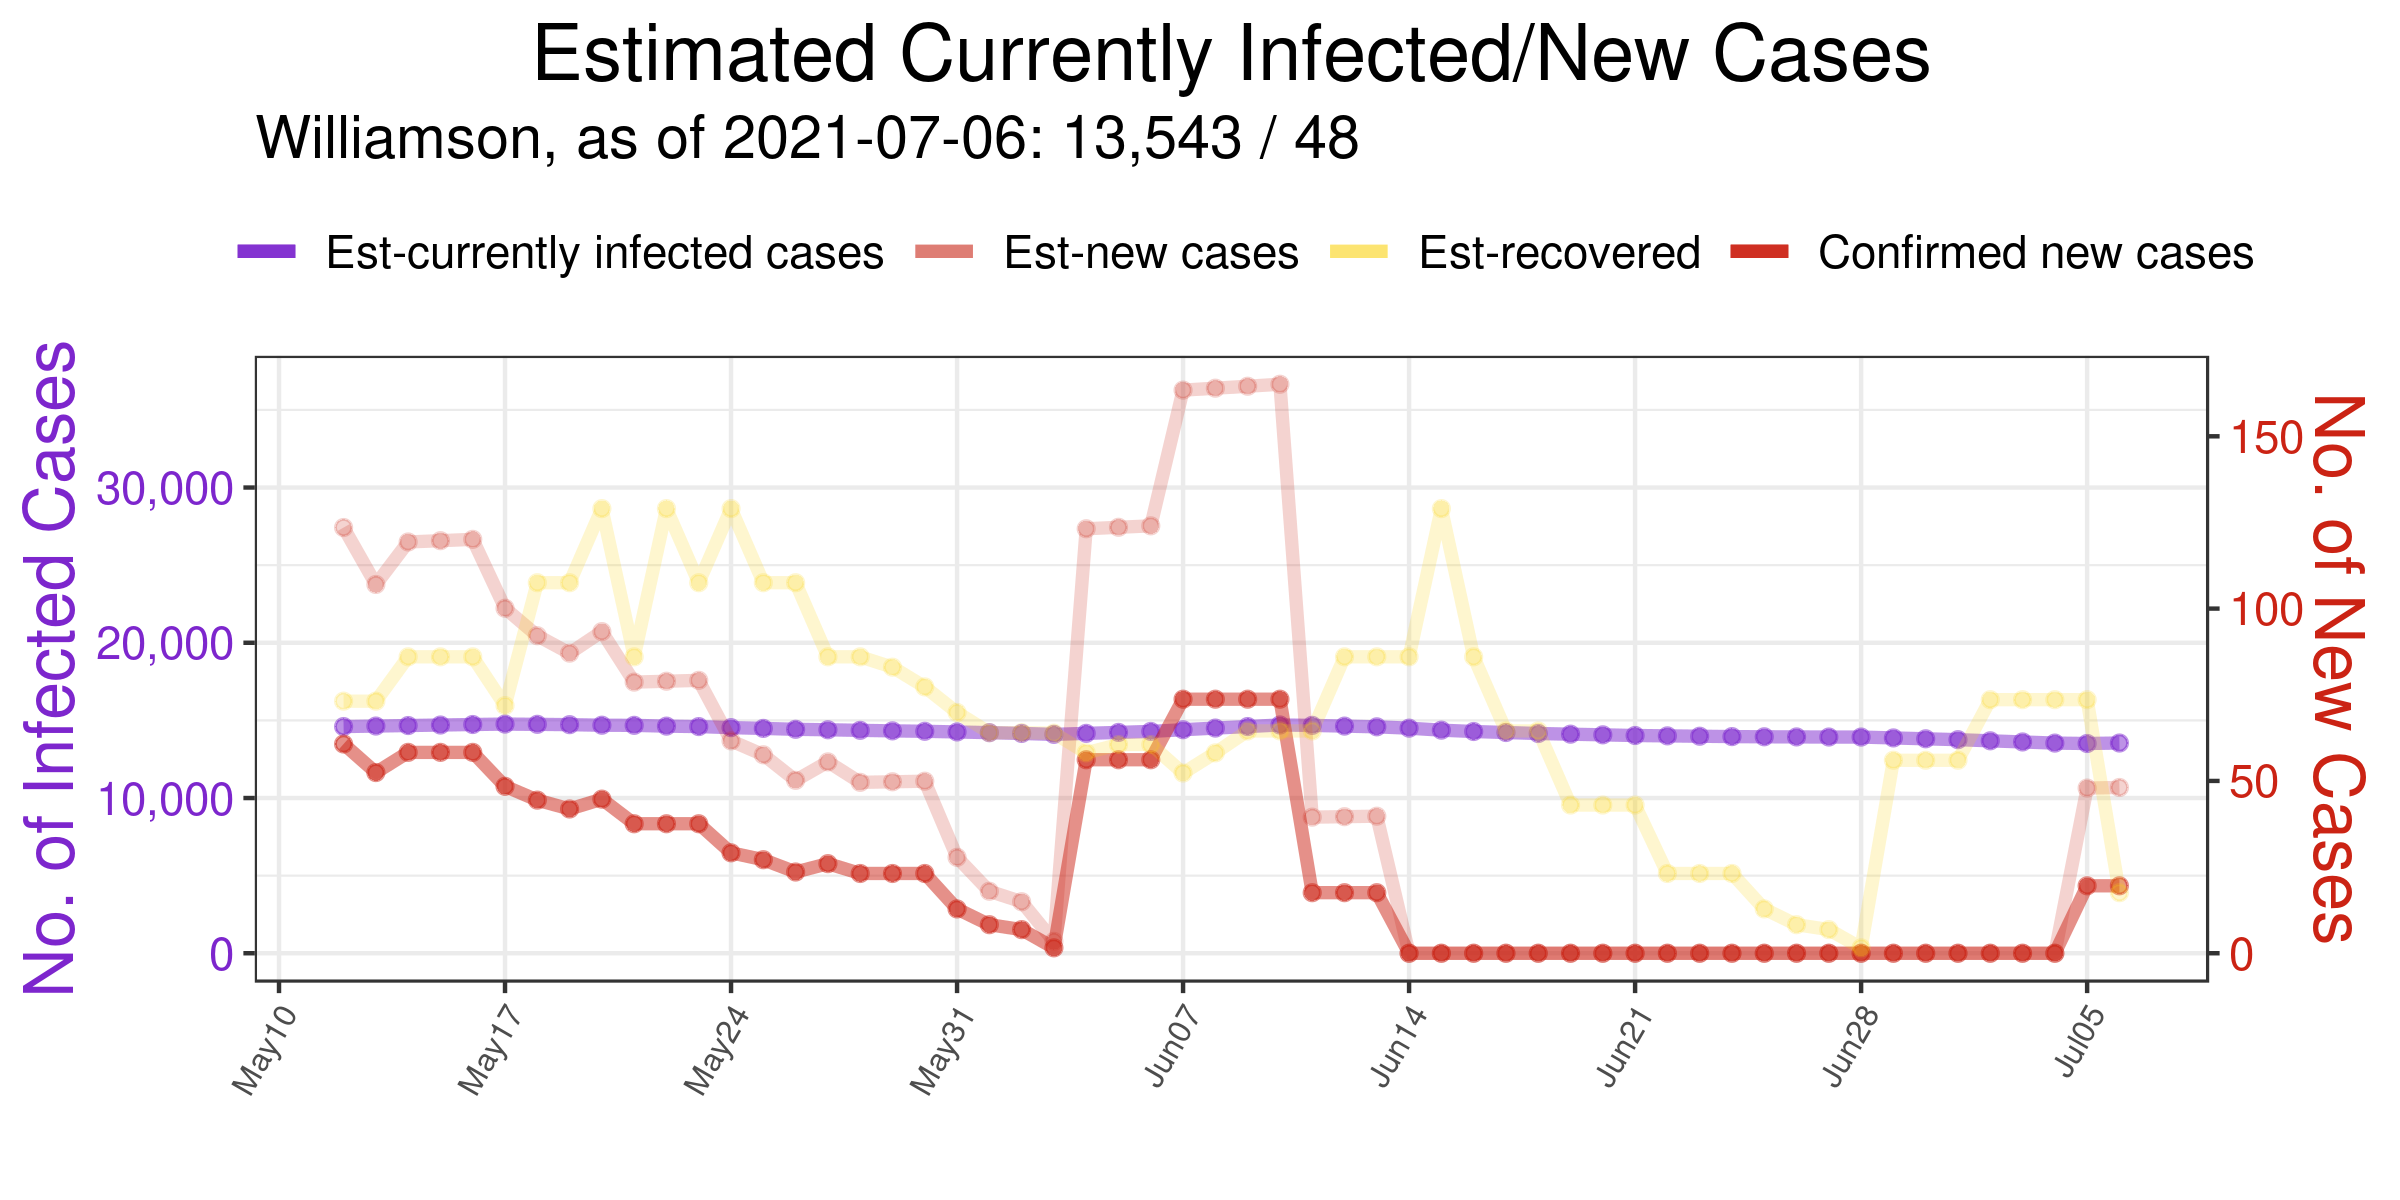 Estimated Currently Infected/New Cases
Williamson, as of 2021-07-06: 13,543 / 48
Est-currently infected cases Est-new cases Est-recovered Confirmed new cases
No. of Infected Cases
30,000
20,000
10,000
0
150
100
50
0
No. of New Cases
May10 May17 May24 May31 Jun07 Jun14 Jun21 Jun28 Jul05